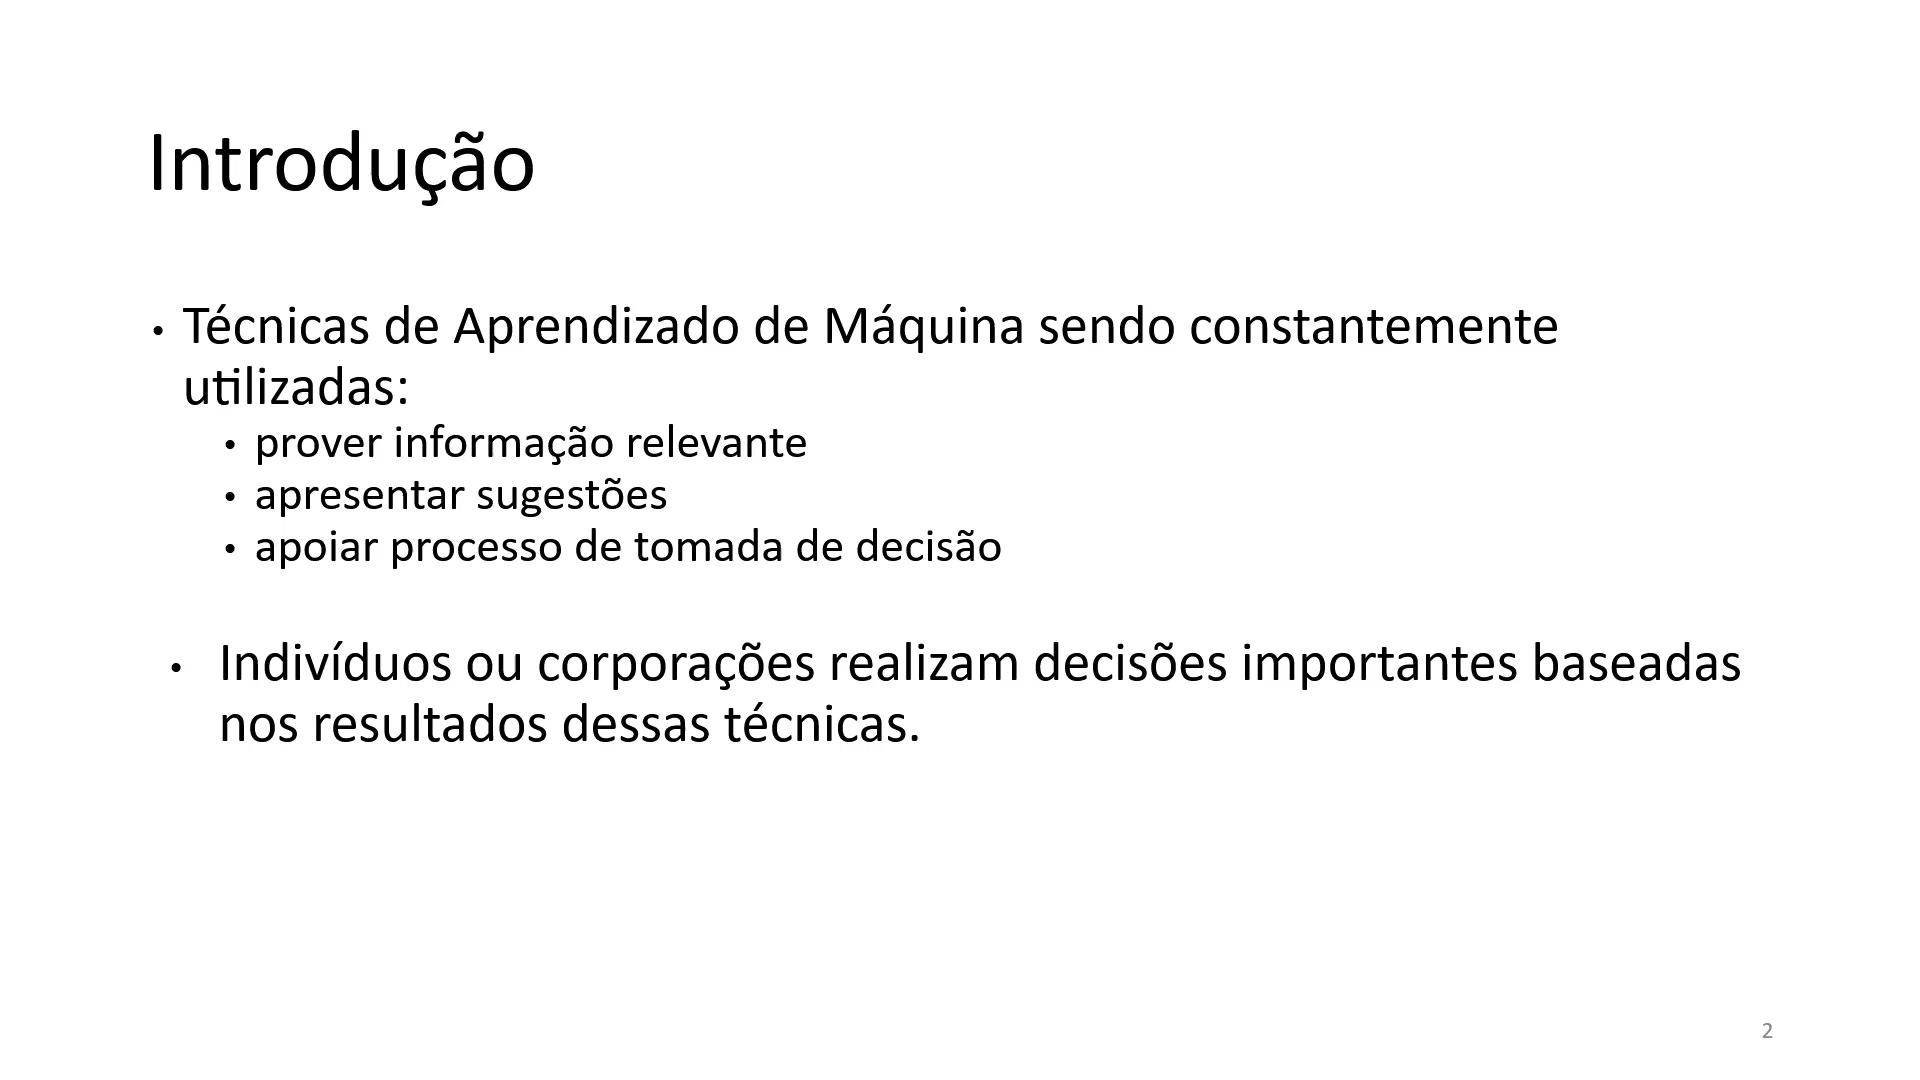 Introdução
• Técnicas de Aprendizado de Máquina sendo constantemente
utilizadas:
• prover informação relevante
• apresentar sugestões
• apoiar processo de tomada de decisão
• Indivíduos ou corporações realizam decisões importantes baseadas
nos resultados dessas técnicas.
2